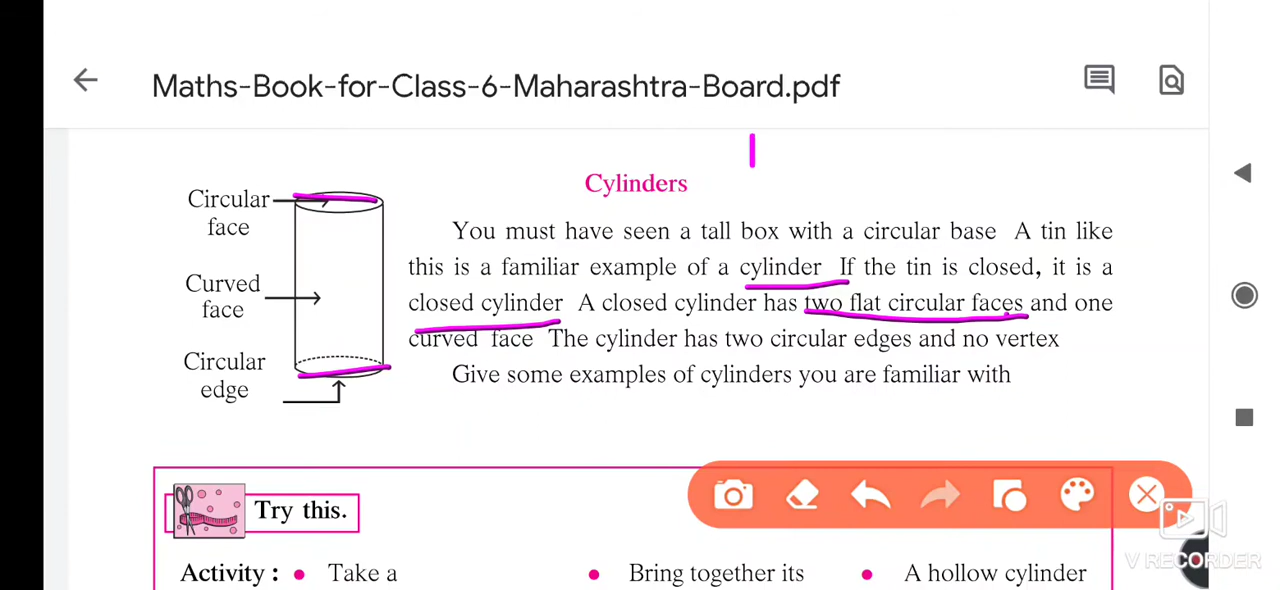 Maths-Book-for-Class-6-Maharashtra-Board.pdf
Cylinders
Circular
face
Curved
face
Circular
edge
You must have seen a tall box with a circular base A tin like
this is a familiar example of a cylinder If the tin is closed, it is a
closed cylinder A closed cylinder has two flat circular faces and one
curved face The cylinder has two circular edges and no vertex
Give some examples of cylinders you are familiar with
Try this.
Activity : • Take a
• Bring together its
• A hollow cylinder
V RECORDER